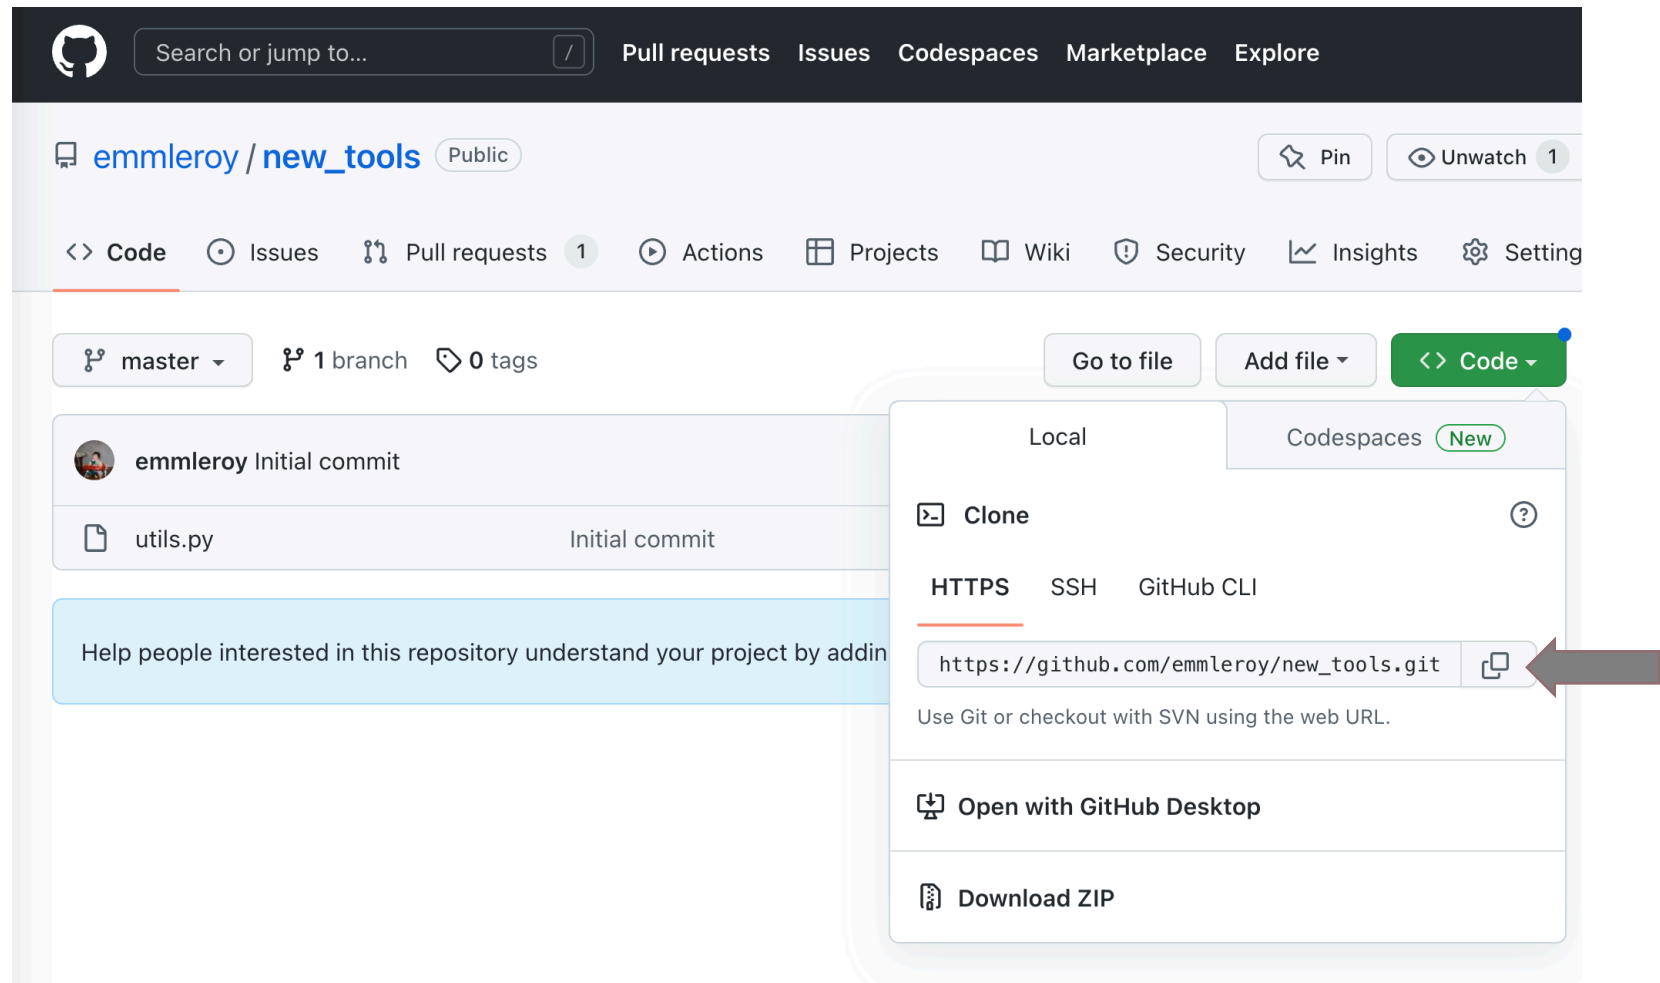 Search or jump to... / Pull requests Issues Codespaces Marketplace Explore
emmleroy / new_tools Public Pin Unwatch 1
Code Issues Pull requests 1 Actions Projects Wiki Security Insights Setting
master 1 branch 0 tags Go to file Add file Code
Local Codespaces New
emmleroy Initial commit
Clone
utils.py Initial commit
HTTPS SSH GitHub CLI
Help people interested in this repository understand your project by addin
https://github.com/emmleroy/new_tools.git
Use Git or checkout with SVN using the web URL.
Open with GitHub Desktop
Download ZIP